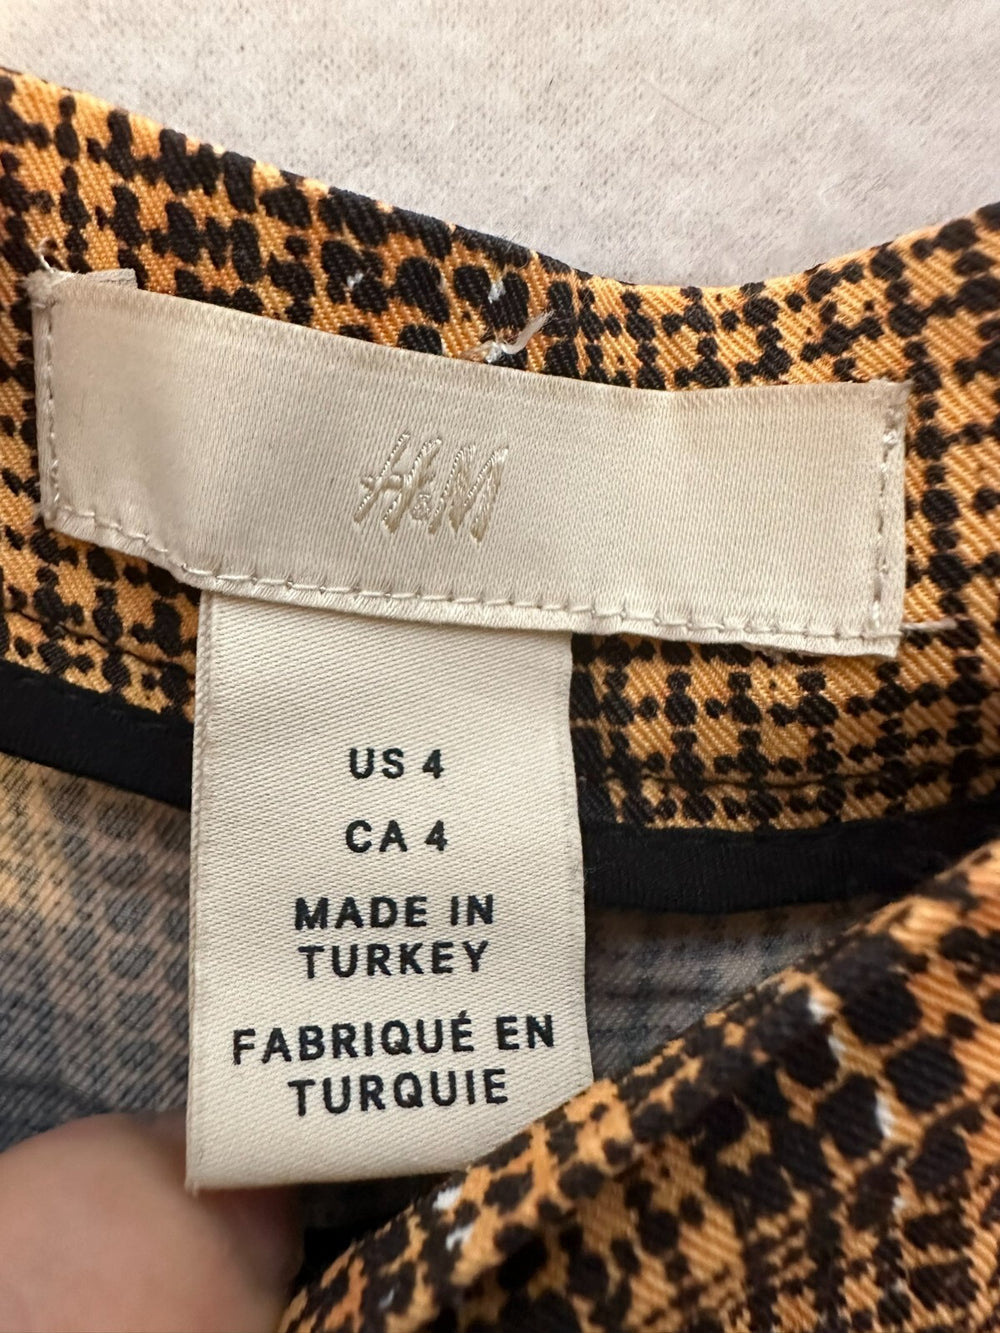 H&M
US 4
CA 4
MADE IN
TURKEY
FABRIQUÉ EN
TURQUIE